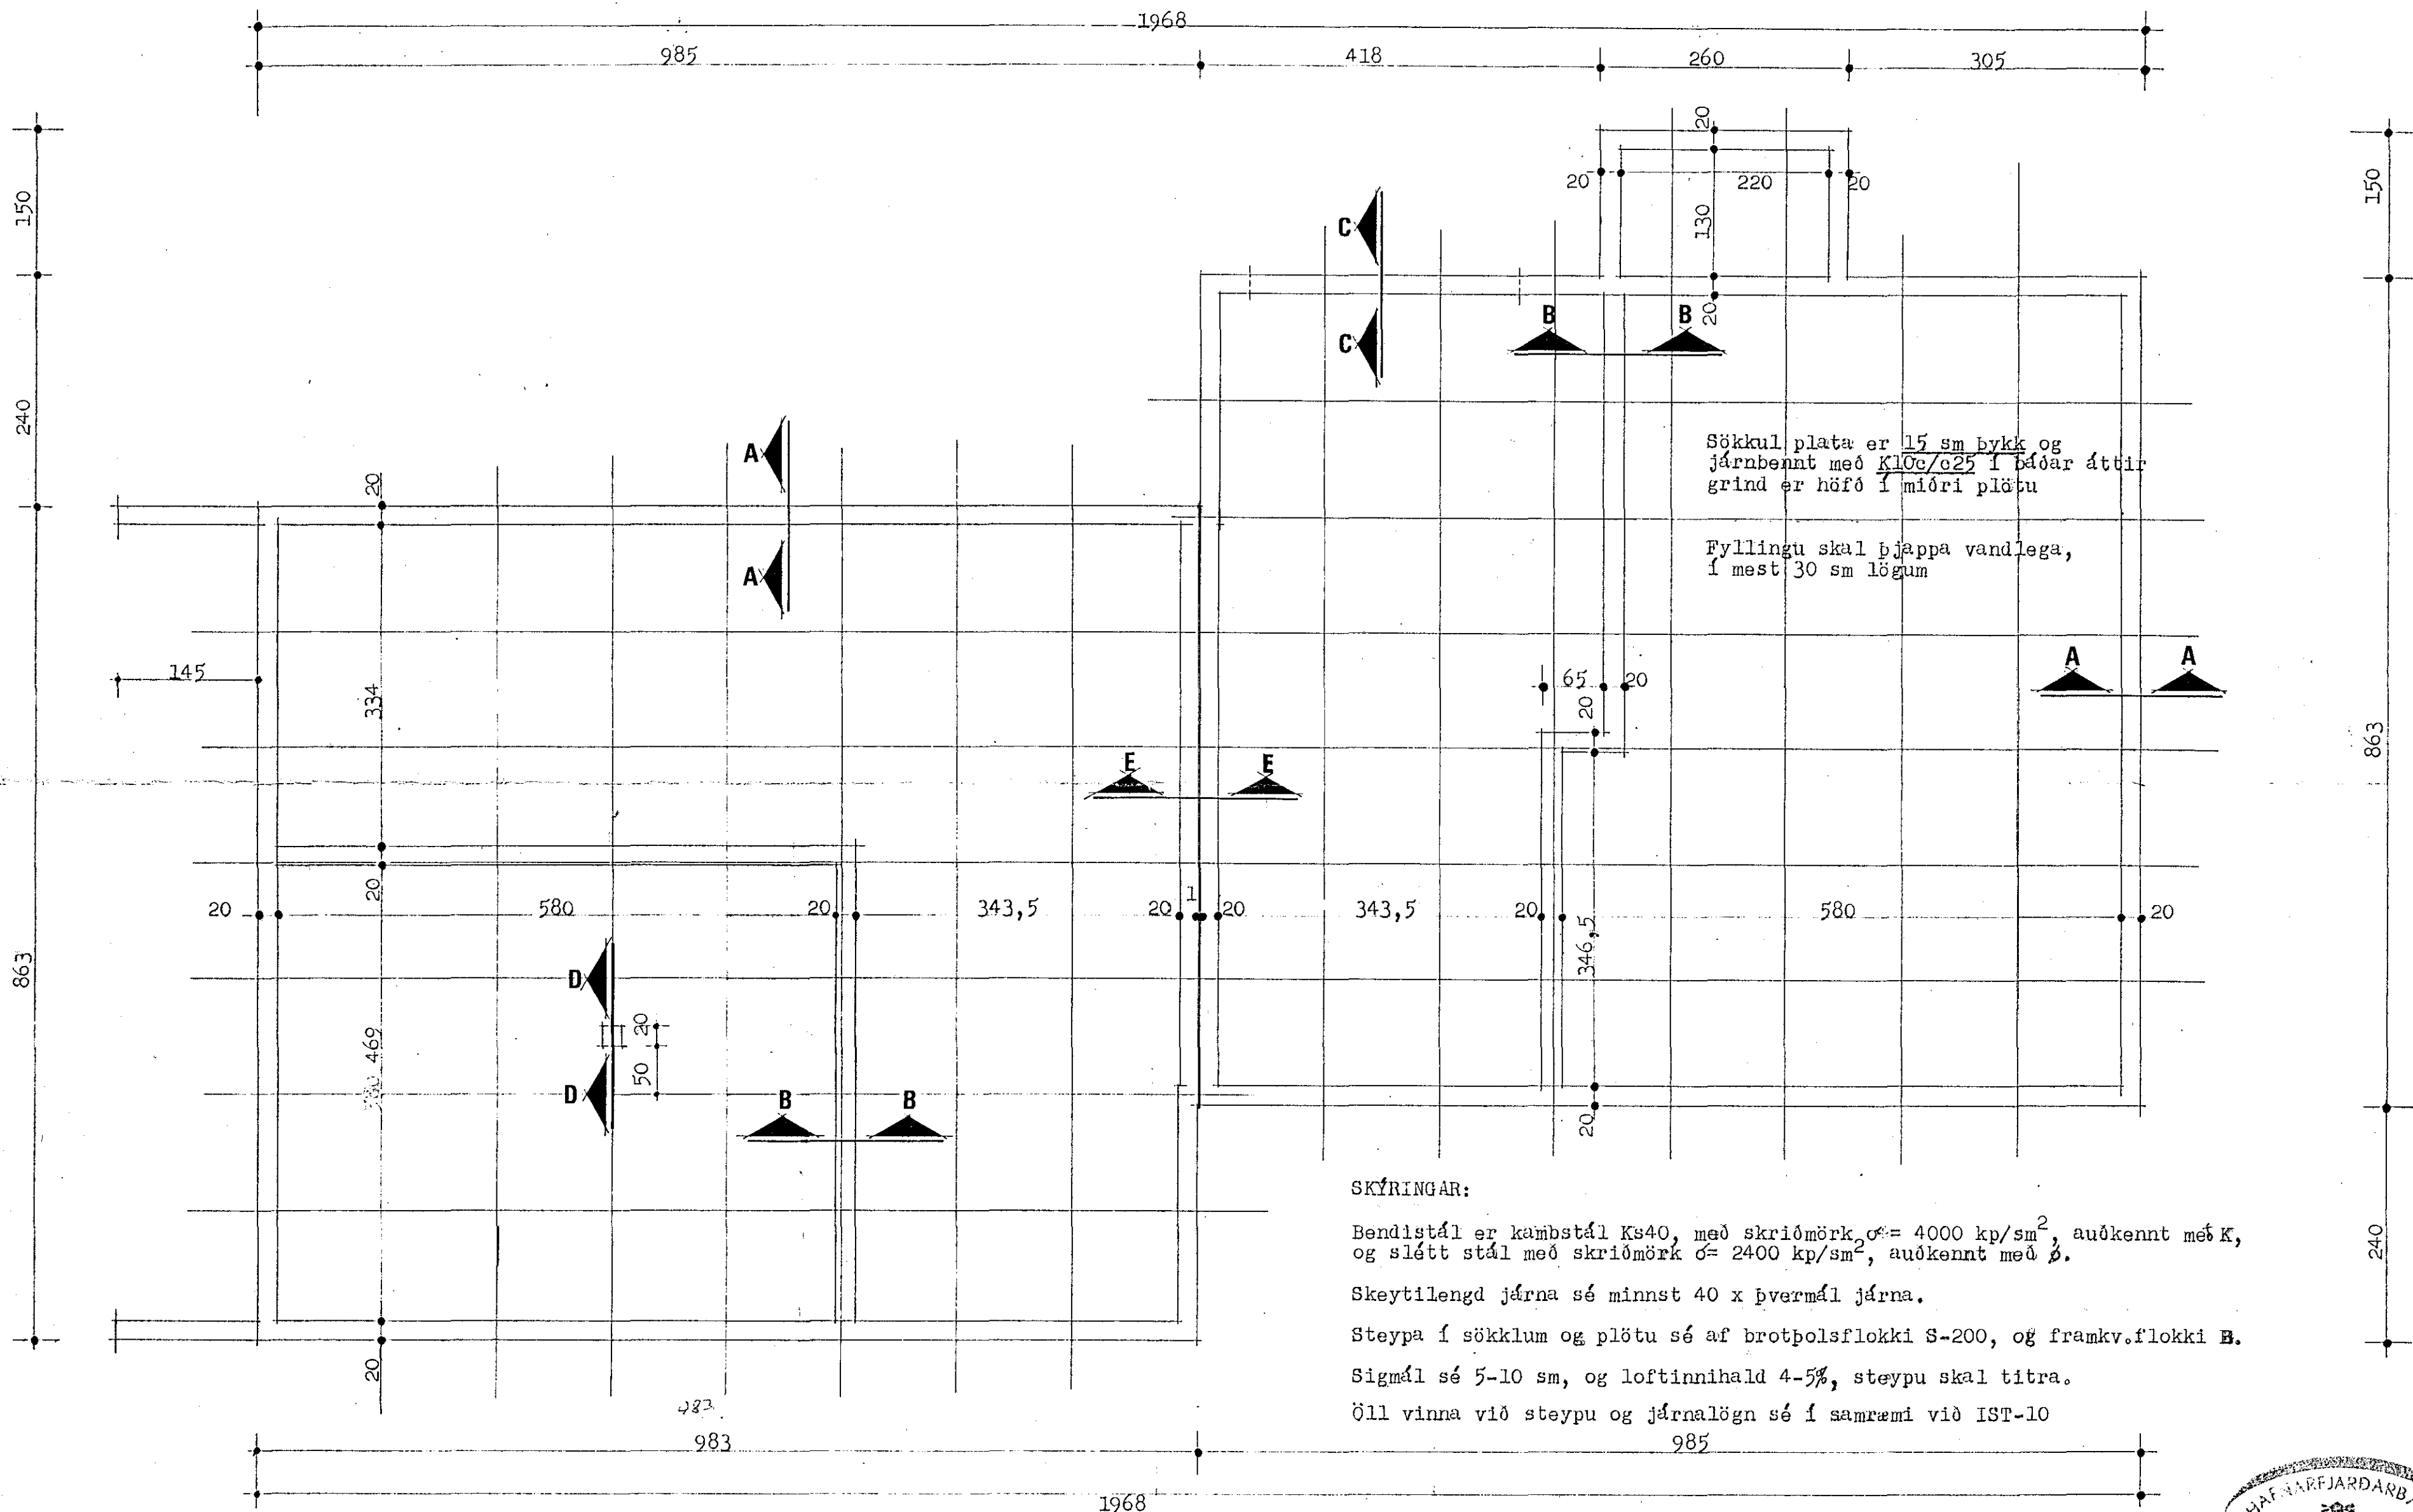 1968
985
418
260
305
150
240
863
150
863
240
20
20
220
20
130
20
C
C
B
B
A
A
Sökkul plata er 15 sm þykk og
járnbennt með K10c/c25 í báðar áttir
grind er höfð í miðri plötu
Fyllingu skal þjappa vandlega,
í mest 30 sm lögum
20
145
334
65
20
20
A
A
E
E
20
20
580
20
343,5
20
1
20
343,5
20
346,5
580
20
D
D
20
50
469
B
B
20
20
SKÝRINGAR:
Bendistál er kambstál Ks40, með skriðmörk σ = 4000 kp/sm², auðkennt með K,
og slétt stál með skriðmörk σ= 2400 kp/sm², auðkennt með ø.
Skeytilengd járna sé minnst 40 x þvermál járna.
Steypa í sökklum og plötu sé af brotþolsflokki S-200, og framkv.flokki B.
Sigmál sé 5-10 sm, og loftinnihald 4-5%, steypu skal titra.
Öll vinna við steypu og járnalögn sé í samræmi við IST-10
983
983
985
1968